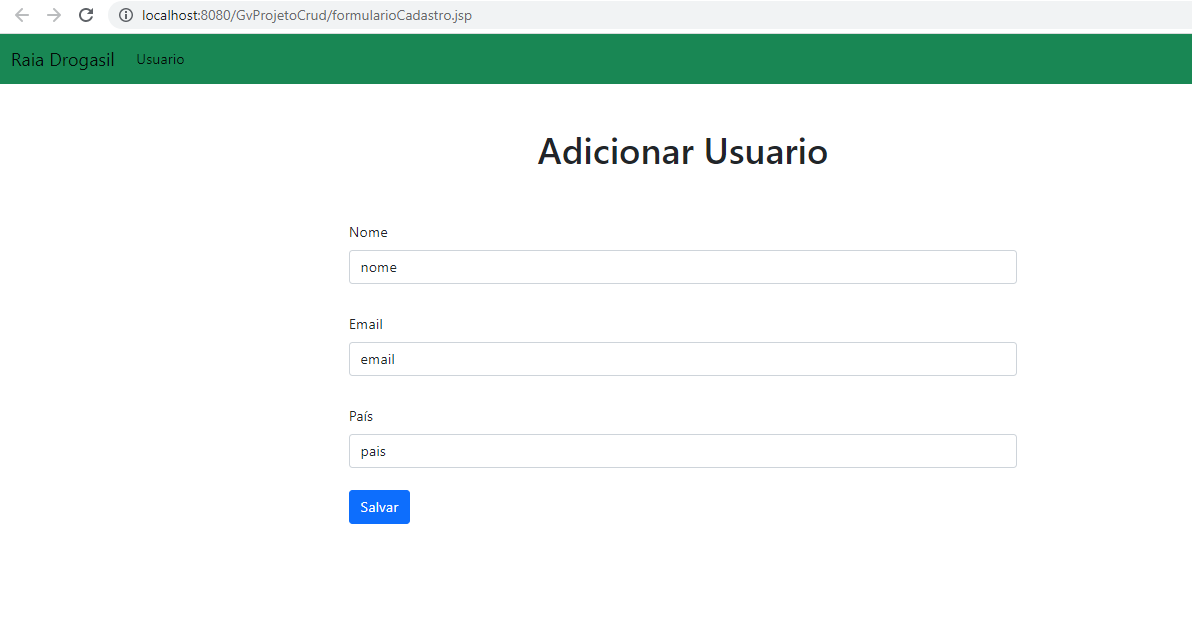 localhost:8080/GvProjetoCrud/formularioCadastro.jsp
Raia Drogasil Usuario
Adicionar Usuario
Nome
nome
Email
email
País
pais
Salvar